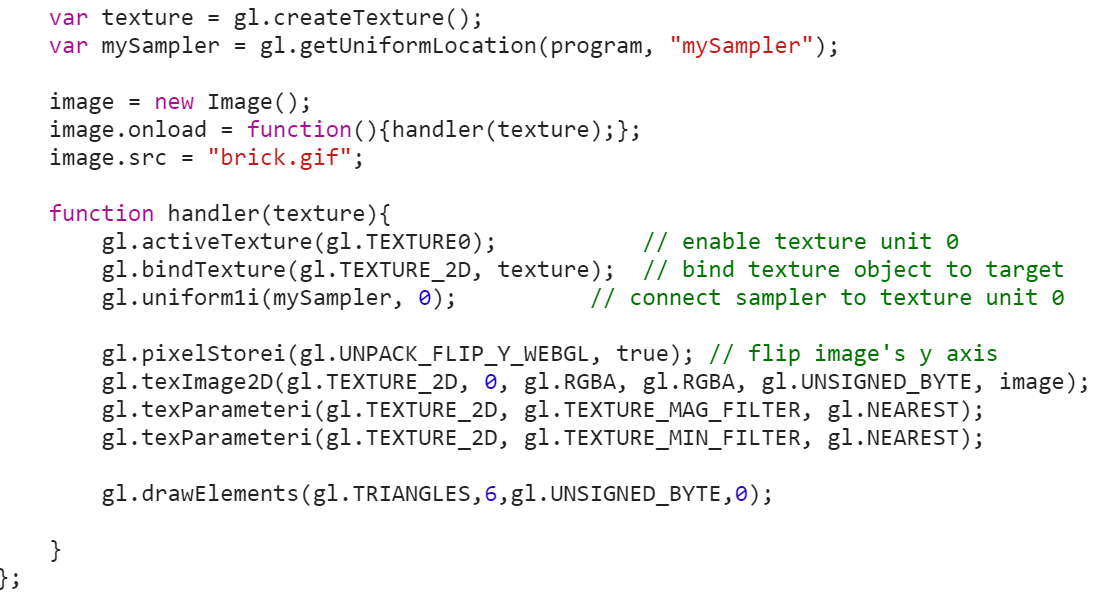 var texture = gl.createTexture();
var mySampler = gl.getUniformLocation(program, "mySampler");
image = new Image();
image.onload = function(){handler(texture);};
image.src = "brick.gif";
function handler(texture){
gl.activeTexture(gl.TEXTURE0); // enable texture unit 0
gl.bindTexture(gl.TEXTURE_2D, texture); // bind texture object to target
gl.uniform1i(mySampler, 0); // connect sampler to texture unit 0
gl.pixelStorei(gl.UNPACK_FLIP_Y_WEBGL, true); // flip image's y axis
gl.texImage2D(gl.TEXTURE_2D, 0, gl.RGBA, gl.RGBA, gl.UNSIGNED_BYTE, image);
gl.texParameteri(gl.TEXTURE_2D, gl.TEXTURE_MAG_FILTER, gl.NEAREST);
gl.texParameteri(gl.TEXTURE_2D, gl.TEXTURE_MIN_FILTER, gl.NEAREST);
gl.drawElements(gl.TRIANGLES,6,gl.UNSIGNED_BYTE,0);
}
};